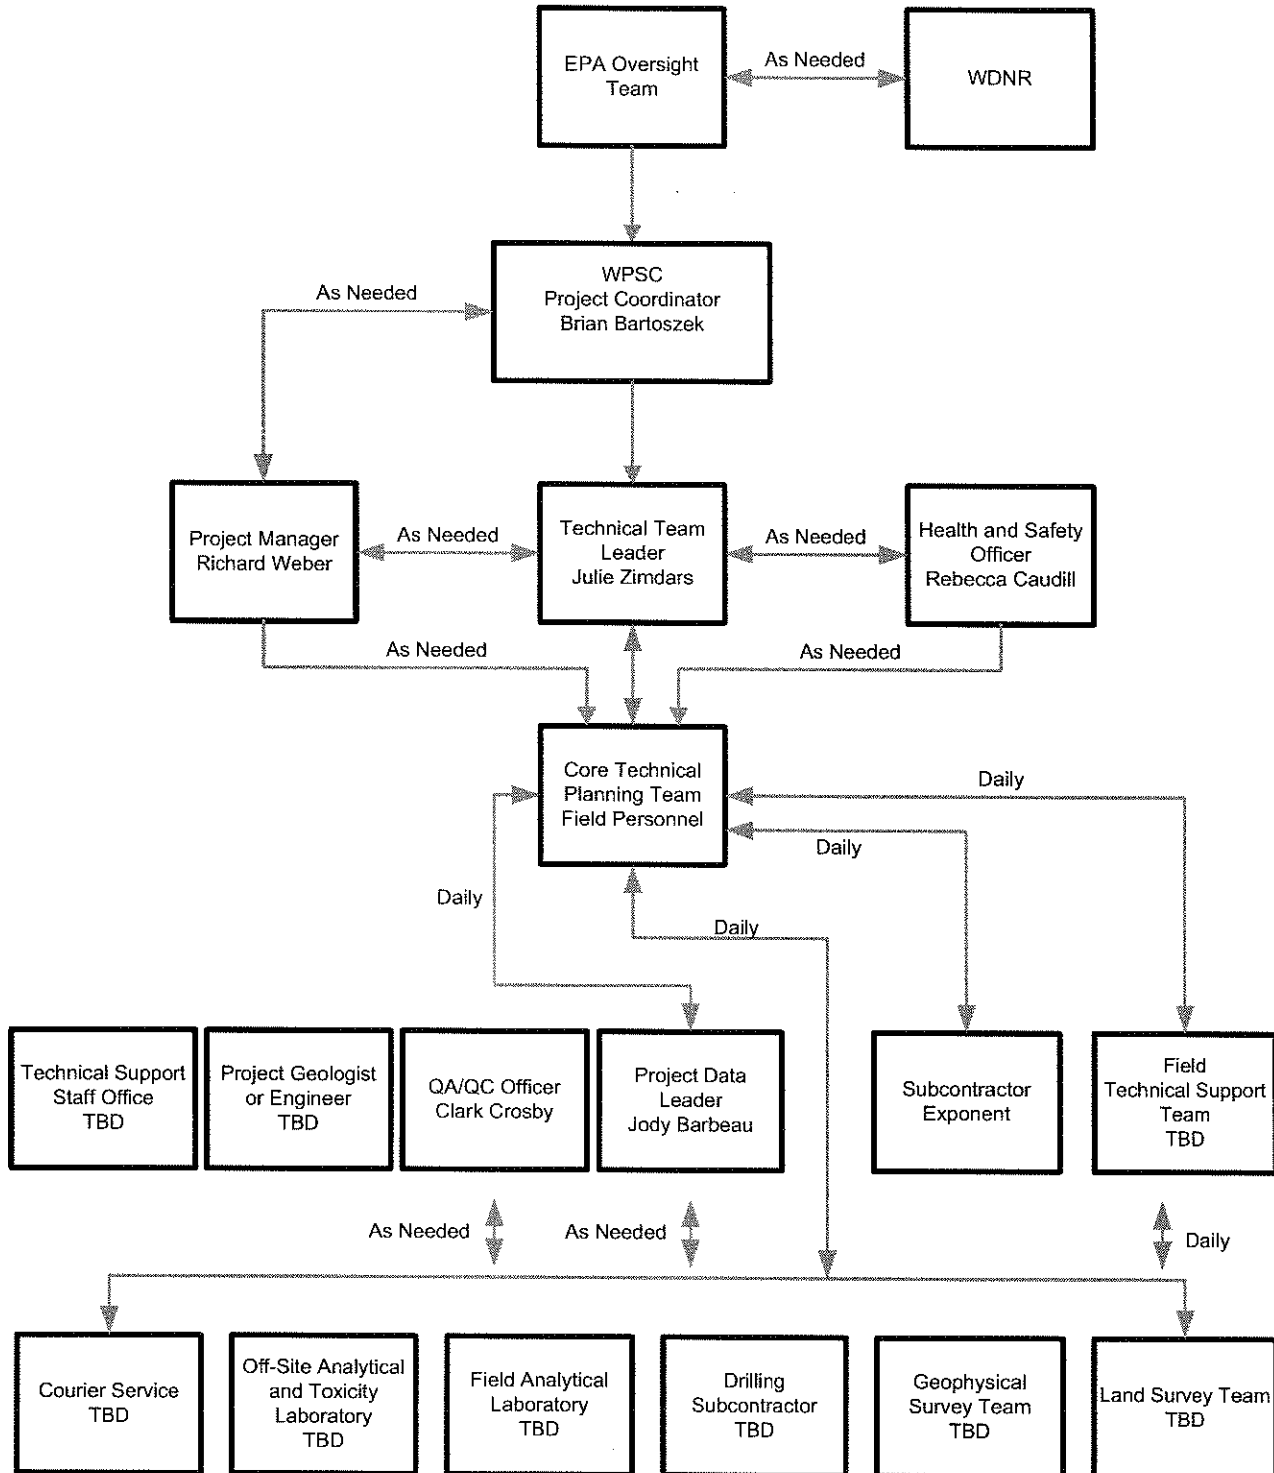 EPA Oversight
Team
As Needed
WDNR
WPSC
Project Coordinator
Brian Bartoszek
As Needed
Project Manager
Richard Weber
As Needed
Technical Team
Leader
Julie Zimdars
As Needed
Health and Safety
Officer
Rebecca Caudill
As Needed
As Needed
Core Technical
Planning Team
Field Personnel
Daily
Daily
Daily
Daily
Technical Support
Staff Office
TBD
Project Geologist
or Engineer
TBD
QA/QC Officer
Clark Crosby
Project Data
Leader
Jody Barbeau
Subcontractor
Exponent
Field
Technical Support
Team
TBD
As Needed
As Needed
Daily
Courier Service
TBD
Off-Site Analytical
and Toxicity
Laboratory
TBD
Field Analytical
Laboratory
TBD
Drilling
Subcontractor
TBD
Geophysical
Survey Team
TBD
Land Survey Team
TBD